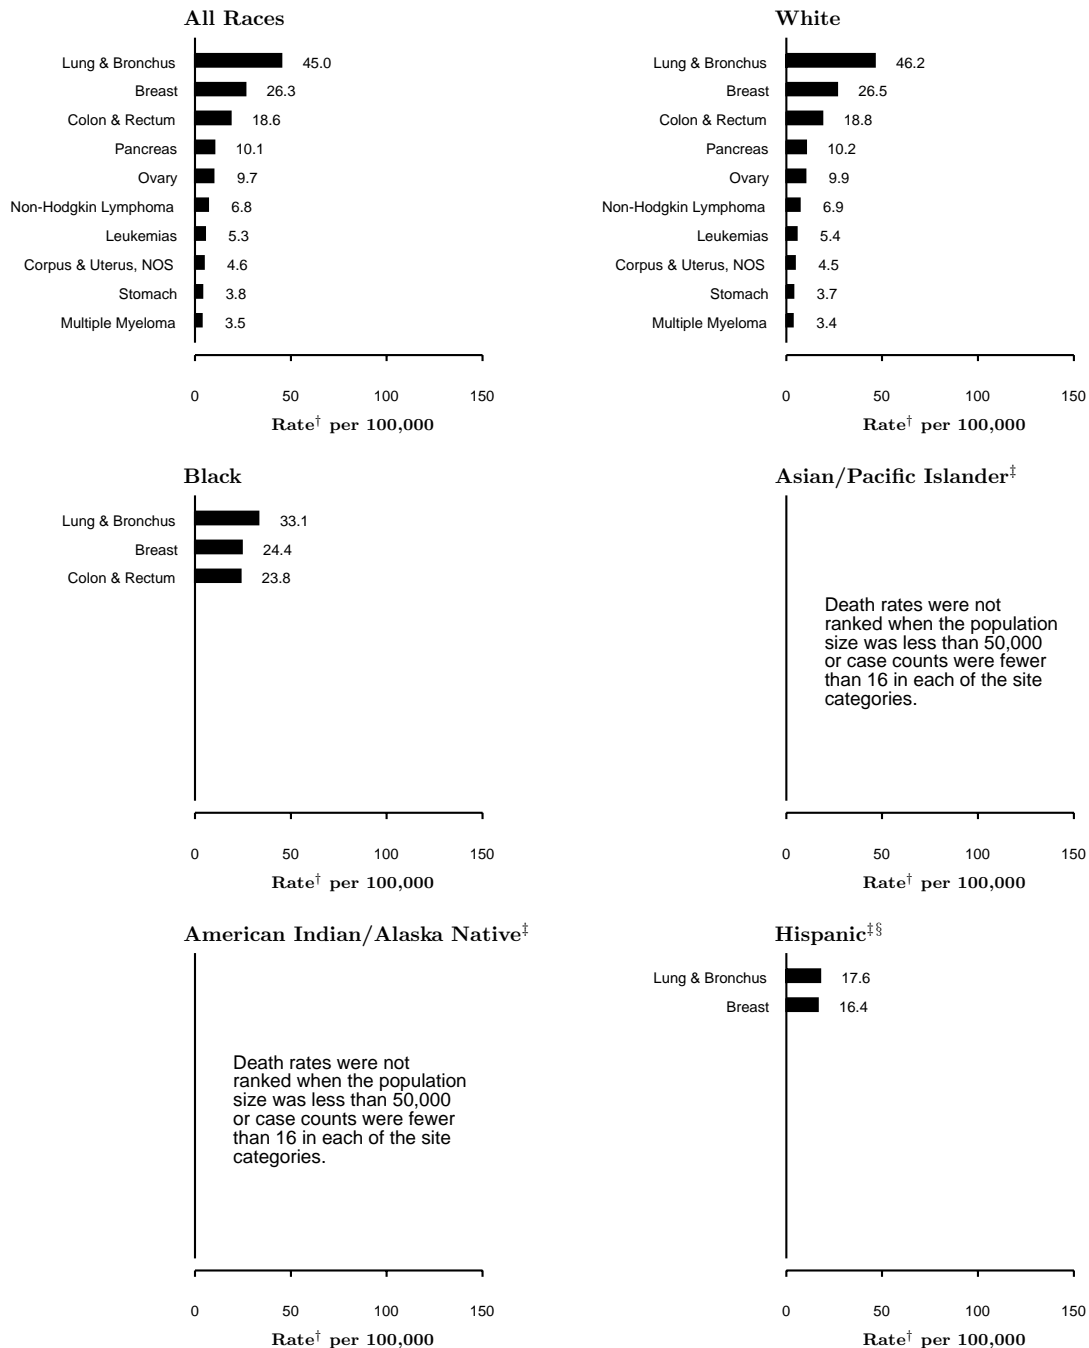 All Races
Lung & Bronchus 45.0
Breast 26.3
Colon & Rectum 18.6
Pancreas 10.1
Ovary 9.7
Non-Hodgkin Lymphoma 6.8
Leukemias 5.3
Corpus & Uterus, NOS 4.6
Stomach 3.8
Multiple Myeloma 3.5
0 50 100 150
Rate† per 100,000
White
Lung & Bronchus 46.2
Breast 26.5
Colon & Rectum 18.8
Pancreas 10.2
Ovary 9.9
Non-Hodgkin Lymphoma 6.9
Leukemias 5.4
Corpus & Uterus, NOS 4.5
Stomach 3.7
Multiple Myeloma 3.4
0 50 100 150
Rate† per 100,000
Black
Lung & Bronchus 33.1
Breast 24.4
Colon & Rectum 23.8
0 50 100 150
Rate† per 100,000
Asian/Pacific Islander‡
Death rates were not
ranked when the population
size was less than 50,000
or case counts were fewer
than 16 in each of the site
categories.
0 50 100 150
Rate† per 100,000
American Indian/Alaska Native‡
Death rates were not
ranked when the population
size was less than 50,000
or case counts were fewer
than 16 in each of the site
categories.
0 50 100 150
Rate† per 100,000
Hispanic‡§
Lung & Bronchus 17.6
Breast 16.4
0 50 100 150
Rate† per 100,000